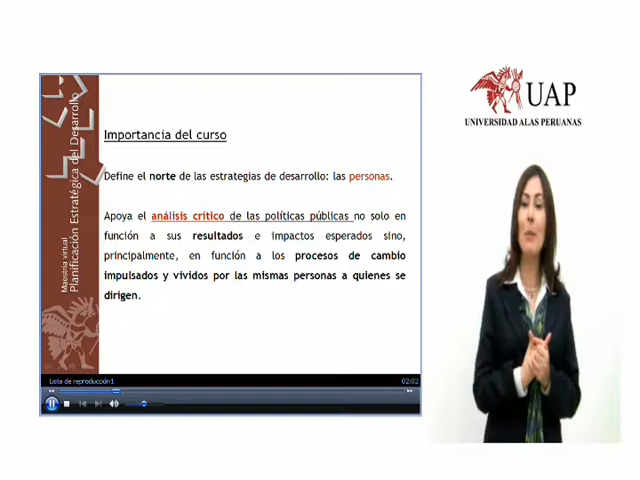 Importancia del curso
Define el norte de las estrategias de desarrollo: las personas.
Apoya el análisis crítico de las políticas públicas no solo en
función a sus resultados e impactos esperados sino,
principalmente, en función a los procesos de cambio
impulsados y vividos por las mismas personas a quienes se
dirigen.
Maestría virtual
Planificación Estratégica del Desarrollo
Lista de reproducción1
02:02
UAP
UNIVERSIDAD ALAS PERUANAS